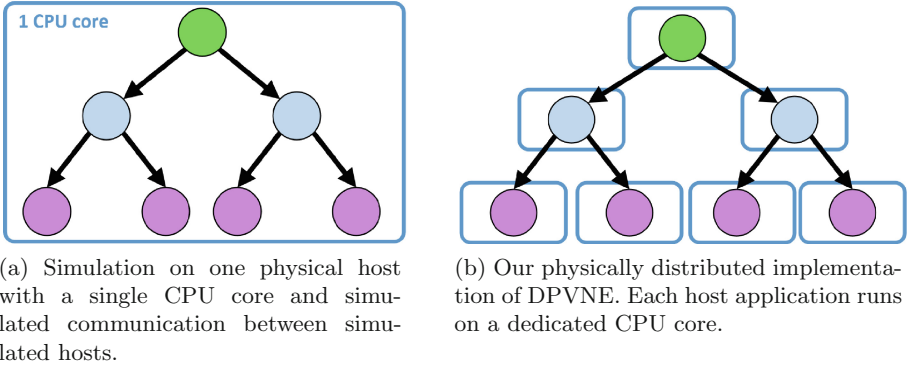 1 CPU core
(a) Simulation on one physical host
with a single CPU core and simu-
lated communication between simu-
lated hosts.
(b) Our physically distributed implementa-
tion of DPVNE. Each host application runs
on a dedicated CPU core.